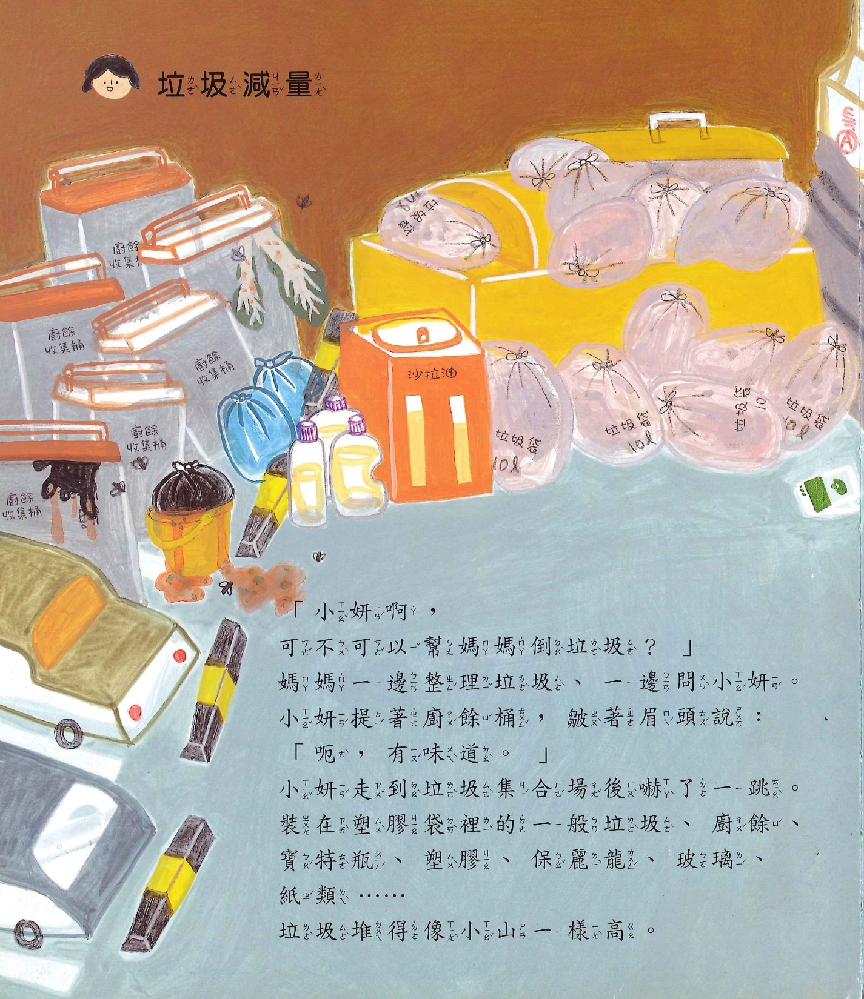 垃圾減量
廚餘
收集桶
廚餘
收集桶
廚餘
收集桶
廚餘
收集桶
廚餘
收集桶
沙拉油
垃圾袋
垃圾袋
10ℓ
垃圾袋
10ℓ
垃圾袋
10
垃圾袋
10ℓ
A
「小妍啊，
可不可以幫媽媽倒垃圾？」
媽媽一邊整理垃圾、一邊問小妍。
小妍提著廚餘桶，皺著眉頭說：
「呃，有味道。」
小妍走到垃圾集合場後嚇了一跳。
裝在塑膠袋裡的一般垃圾、廚餘、
寶特瓶、塑膠、保麗龍、玻璃、
紙類……
垃圾堆得像小山一樣高。